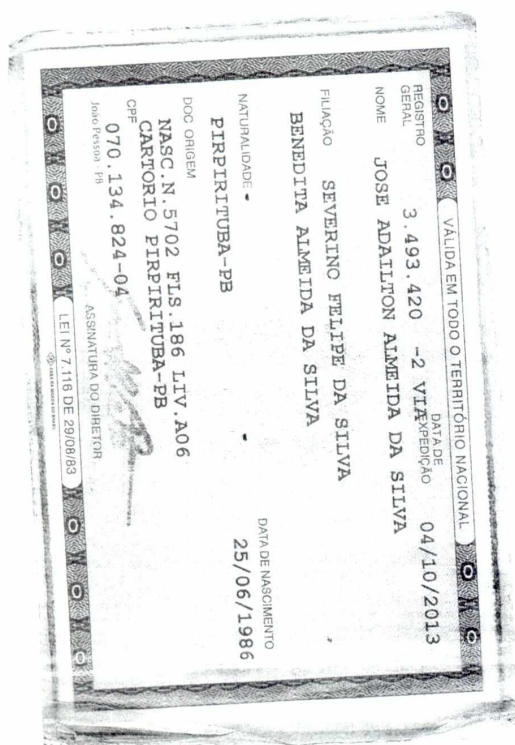 VÁLIDA EM TODO O TERRITÓRIO NACIONAL
REGISTRO GERAL 3.493.420 -2 VIA DATA DE EXPEDIÇÃO 04/10/2013
NOME JOSE ADAILTON ALMEIDA DA SILVA
FILIAÇÃO SEVERINO FELIPE DA SILVA
BENEDITA ALMEIDA DA SILVA
NATURALIDADE DATA DE NASCIMENTO
PIRPIRITUBA-PB 25/06/1986
DOC ORIGEM
NASC.N.5702 FLS.186 LIV.A06
CARTORIO PIRPIRITUBA-PB
CPF
070.134.824-04
João Pessoa - PB ASSINATURA DO DIRETOR
LEI Nº 7.116 DE 29/08/83